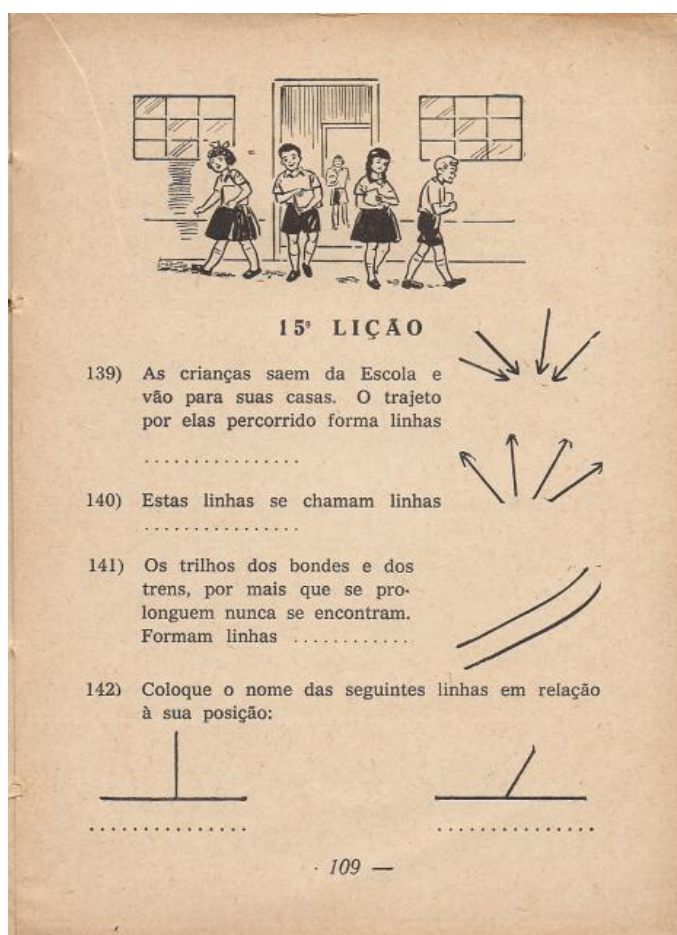 15ª LIÇÃO
139) As crianças saem da Escola e
vão para suas casas. O trajeto
por elas percorrido forma linhas
................
140) Estas linhas se chamam linhas
................
141) Os trilhos dos bondes e dos
trens, por mais que se pro-
longuem nunca se encontram.
Formam linhas ............
142) Coloque o nome das seguintes linhas em relação
à sua posição:
................ ................
· 109 —